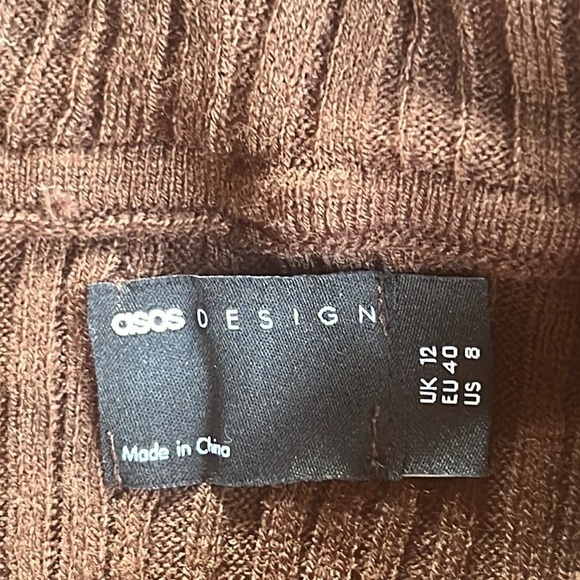 asos DESIGN
Made in China
UK 12
EU 40
US 8